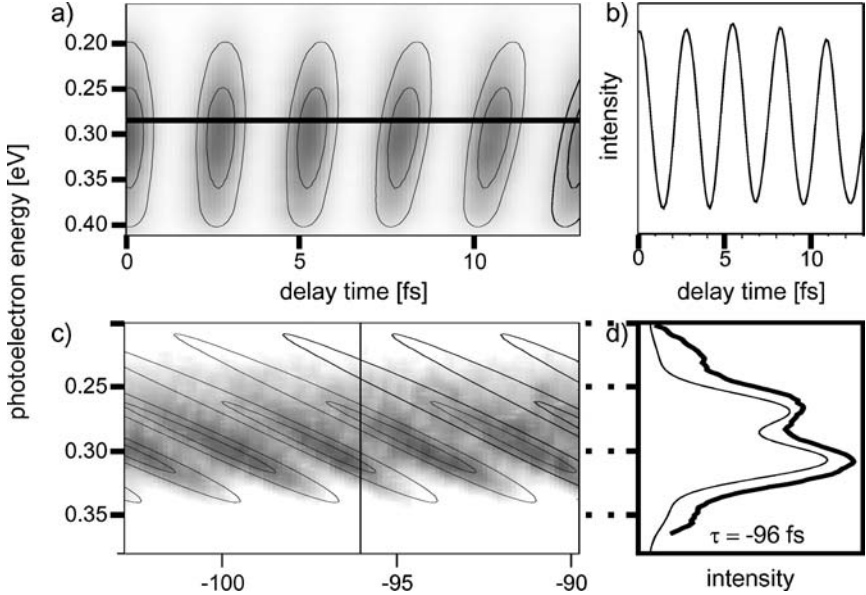 a)
b)
0.20
0.25
0.30
0.35
0.40
0
5
10
delay time [fs]
intensity
0
5
10
delay time [fs]
photoelectron energy [eV]
c)
d)
0.25
0.30
0.35
-100
-95
-90
τ = -96 fs
intensity